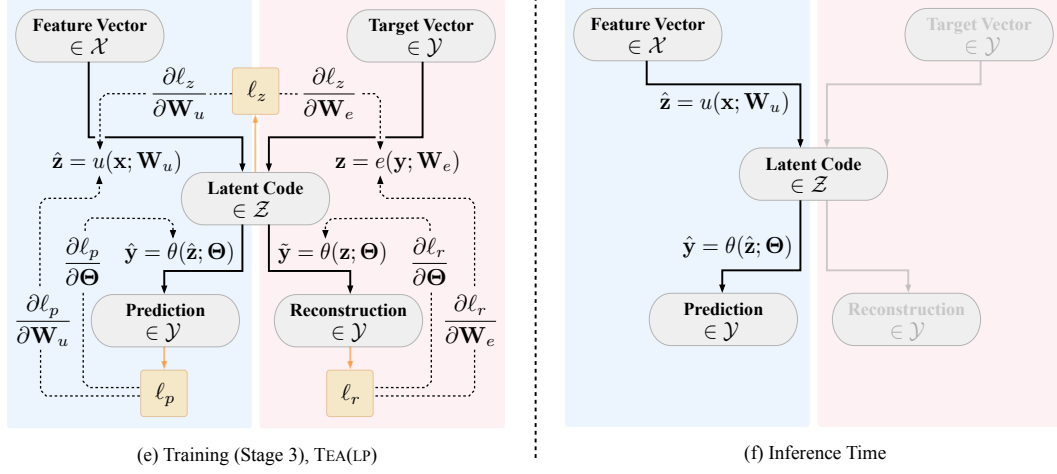 Feature Vector
∈ 𝒳
Target Vector
∈ 𝒴
∂ℓ_z
∂W_u
ℓ_z
∂ℓ_z
∂W_e
ẑ = u(x; W_u)
z = e(y; W_e)
Latent Code
∈ 𝒵
∂ℓ_p
∂Θ
ŷ = θ(ẑ; Θ)
ỹ = θ(z; Θ)
∂ℓ_r
∂Θ
∂ℓ_p
∂W_u
Prediction
∈ 𝒴
Reconstruction
∈ 𝒴
∂ℓ_r
∂W_e
ℓ_p
ℓ_r
(e) Training (Stage 3), TEA(LP)
Feature Vector
∈ 𝒳
Target Vector
∈ 𝒴
ẑ = u(x; W_u)
Latent Code
∈ 𝒵
ŷ = θ(ẑ; Θ)
Prediction
∈ 𝒴
Reconstruction
∈ 𝒴
(f) Inference Time